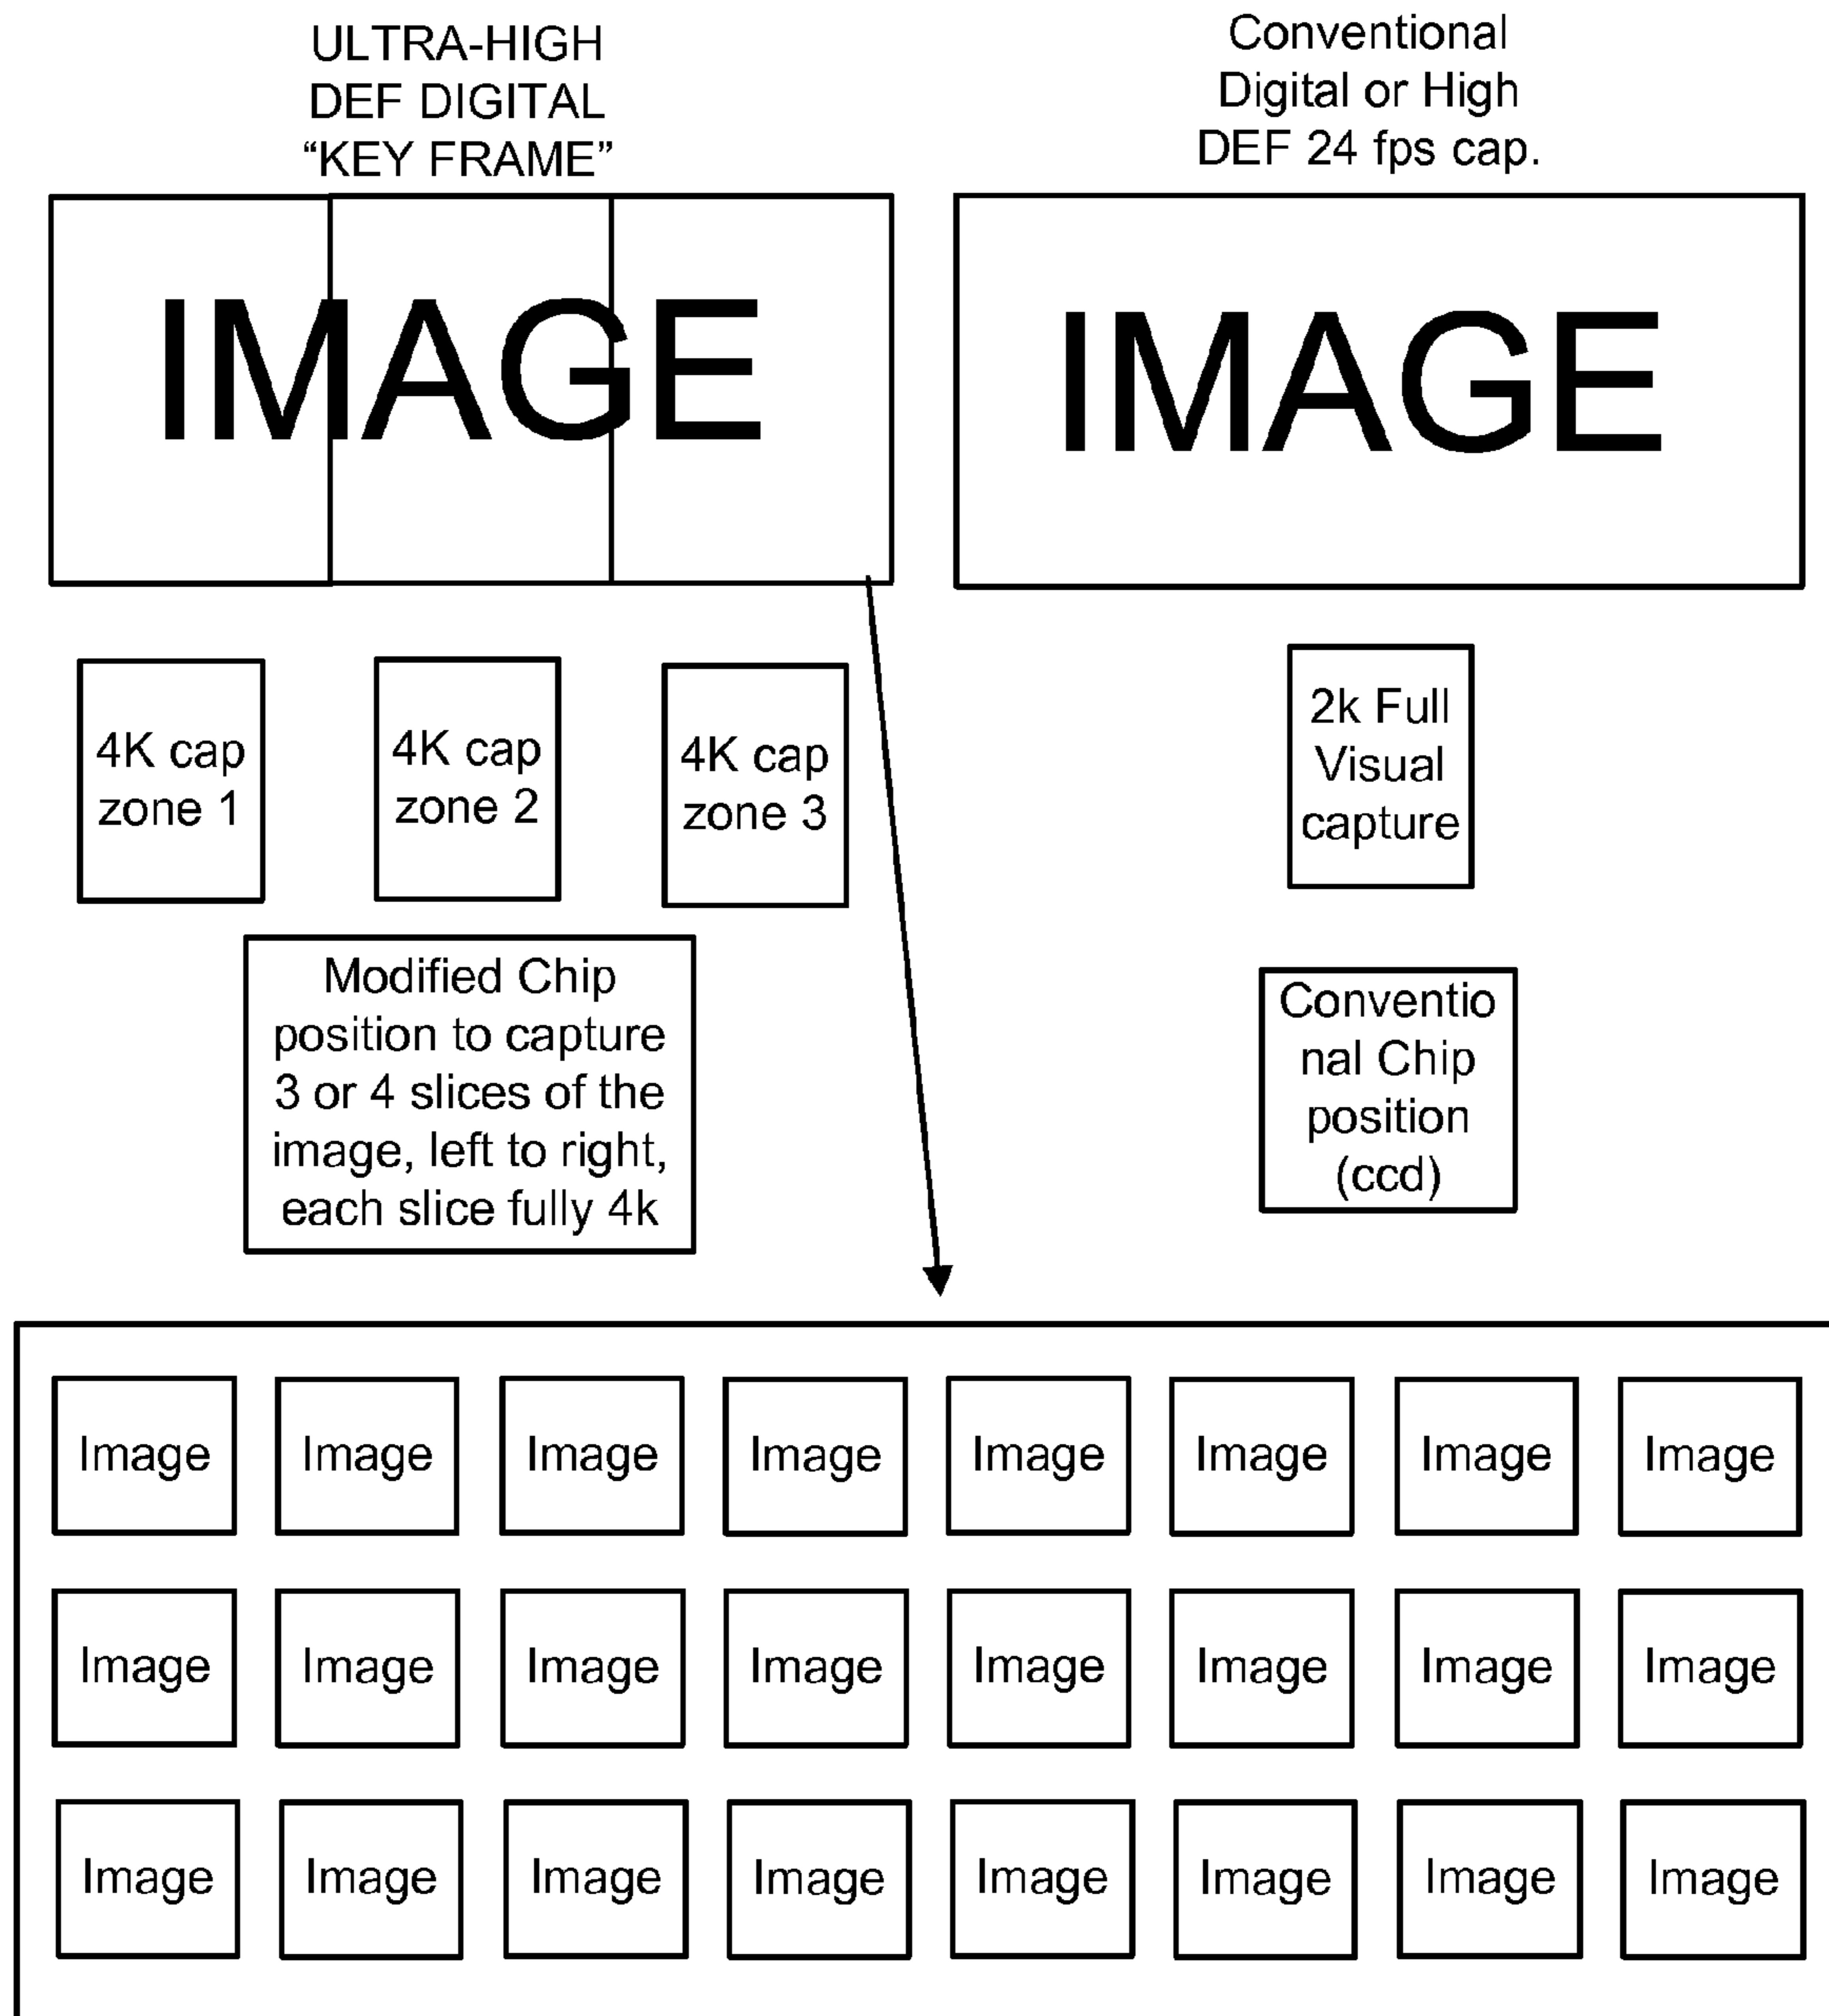 ULTRA-HIGH
DEF DIGITAL
“KEY FRAME”
Conventional
Digital or High
DEF 24 fps cap.
IMAGE
IMAGE
4K cap
zone 1
4K cap
zone 2
4K cap
zone 3
2k Full
Visual
capture
Modified Chip
position to capture
3 or 4 slices of the
image, left to right,
each slice fully 4k
Conventio
nal Chip
position
(ccd)
Image Image Image Image Image Image Image Image
Image Image Image Image Image Image Image Image
Image Image Image Image Image Image Image Image